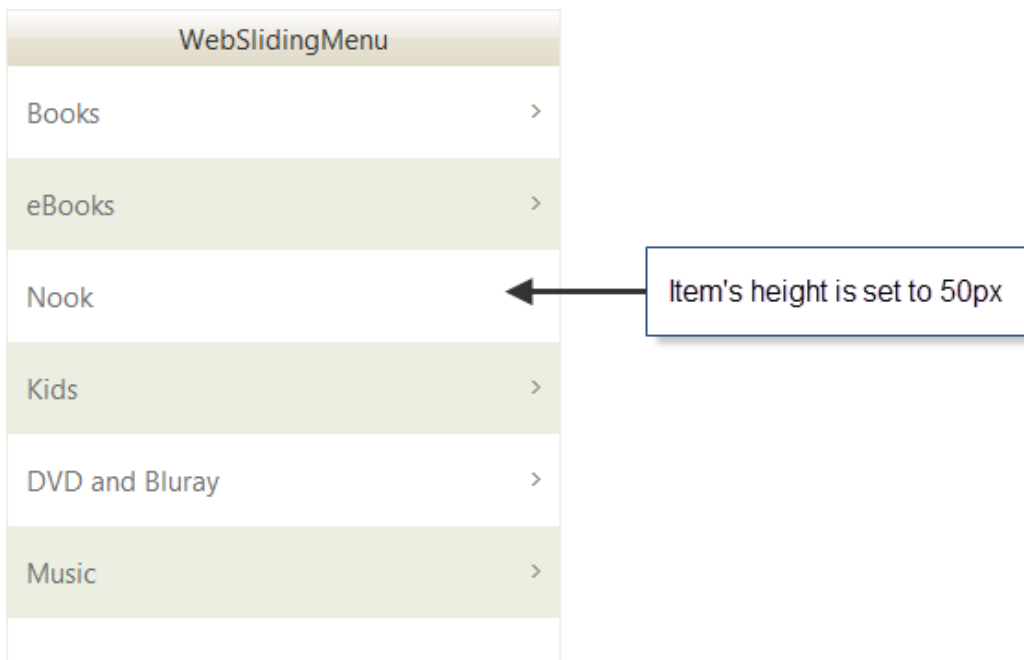 WebSlidingMenu
Books
eBooks
Nook
Item's height is set to 50px
Kids
DVD and Bluray
Music